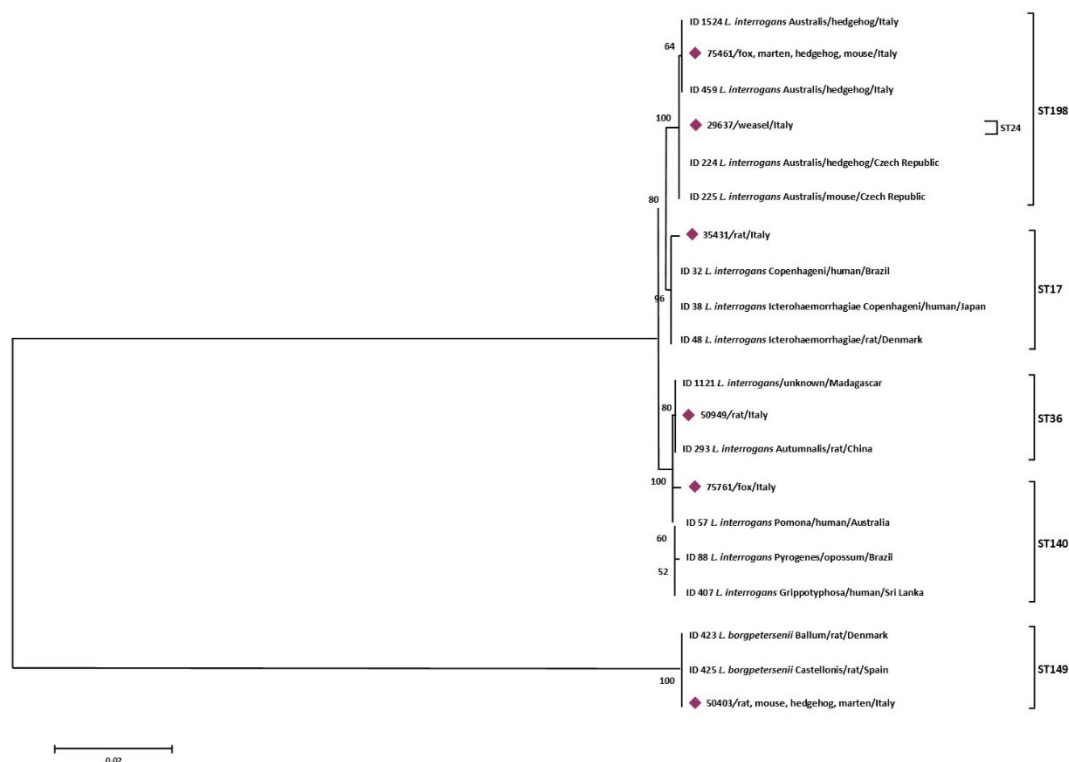 ID 1524 L. interrogans Australis/hedgehog/Italy
64
75461/fox, marten, hedgehog, mouse/Italy
ID 459 L. interrogans Australis/hedgehog/Italy
ST198
100
29637/weasel/Italy
ST24
ID 224 L. interrogans Australis/hedgehog/Czech Republic
ID 225 L. interrogans Australis/mouse/Czech Republic
80
35431/rat/Italy
ID 32 L. interrogans Copenhageni/human/Brazil
ST17
96
ID 38 L. interrogans Icterohaemorrhagiae Copenhageni/human/Japan
ID 48 L. interrogans Icterohaemorrhagiae/rat/Denmark
ID 1121 L. interrogans/unknown/Madagascar
80
50949/rat/Italy
ST36
ID 293 L. interrogans Autumnalis/rat/China
100
75761/fox/Italy
ID 57 L. interrogans Pomona/human/Australia
60
ST140
ID 88 L. interrogans Pyrogenes/opossum/Brazil
52
ID 407 L. interrogans Grippotyphosa/human/Sri Lanka
ID 423 L. borgpetersenii Ballum/rat/Denmark
ID 425 L. borgpetersenii Castellonis/rat/Spain
ST149
100
50403/rat, mouse, hedgehog, marten/Italy
0.02